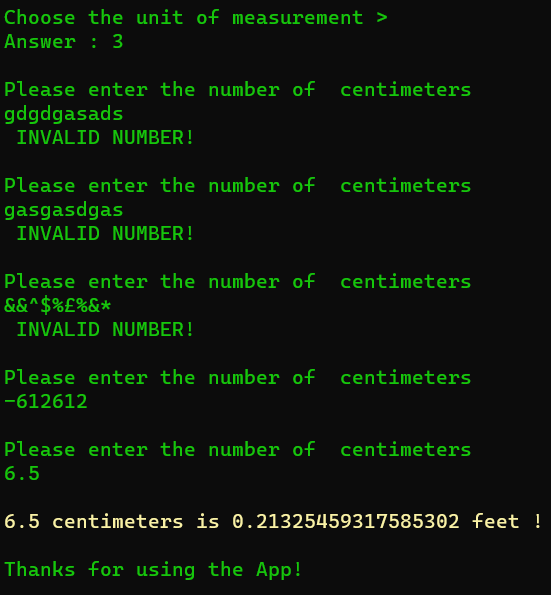 Choose the unit of measurement >
Answer : 3
Please enter the number of  centimeters
gdgdgasads
 INVALID NUMBER!
Please enter the number of  centimeters
gasgasdgas
 INVALID NUMBER!
Please enter the number of  centimeters
&&^$%£%&*
 INVALID NUMBER!
Please enter the number of  centimeters
-612612
Please enter the number of  centimeters
6.5
6.5 centimeters is 0.21325459317585302 feet !
Thanks for using the App!